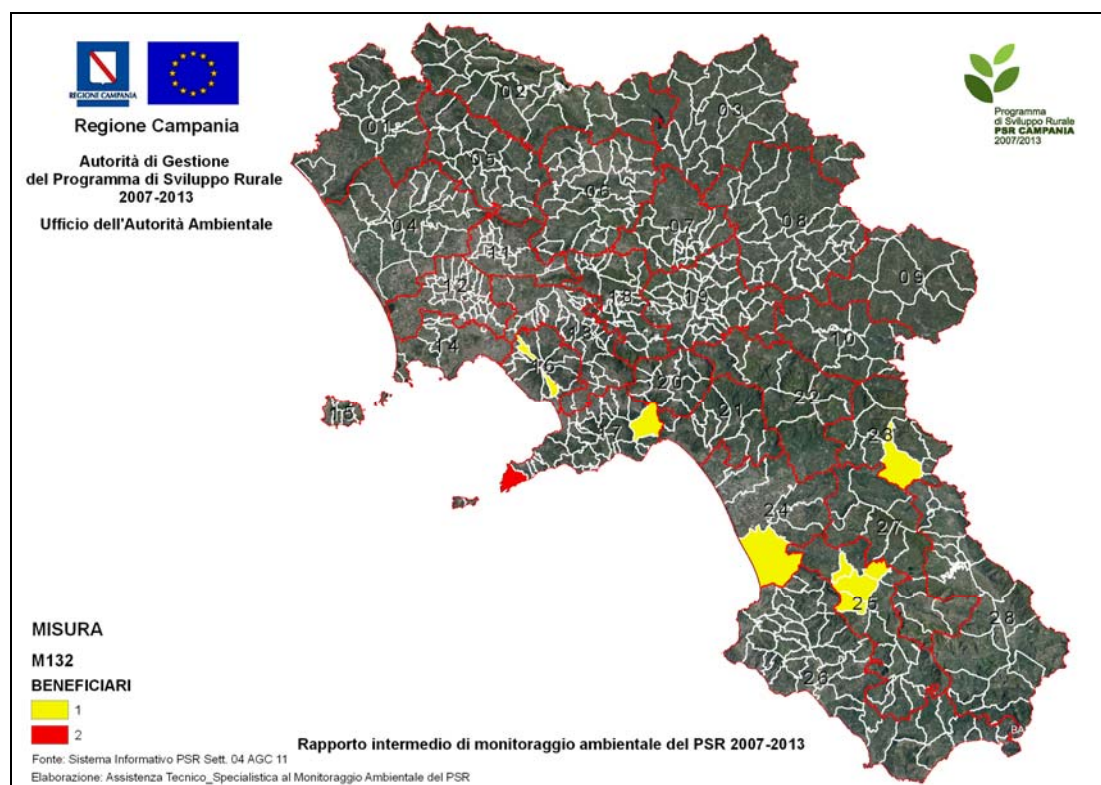 REGIONE CAMPANIA
Regione Campania
Autorità di Gestione
del Programma di Sviluppo Rurale
2007-2013
Ufficio dell'Autorità Ambientale
Programma
di Sviluppo Rurale
PSR CAMPANIA
2007/2013
01
02
03
04
05
06
07
08
09
10
11
12
13
14
15
16
17
18
19
20
21
22
23
24
25
26
27
28
BA
MISURA
M132
BENEFICIARI
1
2
Fonte: Sistema Informativo PSR Sett. 04 AGC 11
Elaborazione: Assistenza Tecnico_Specialistica al Monitoraggio Ambientale del PSR
Rapporto intermedio di monitoraggio ambientale del PSR 2007-2013